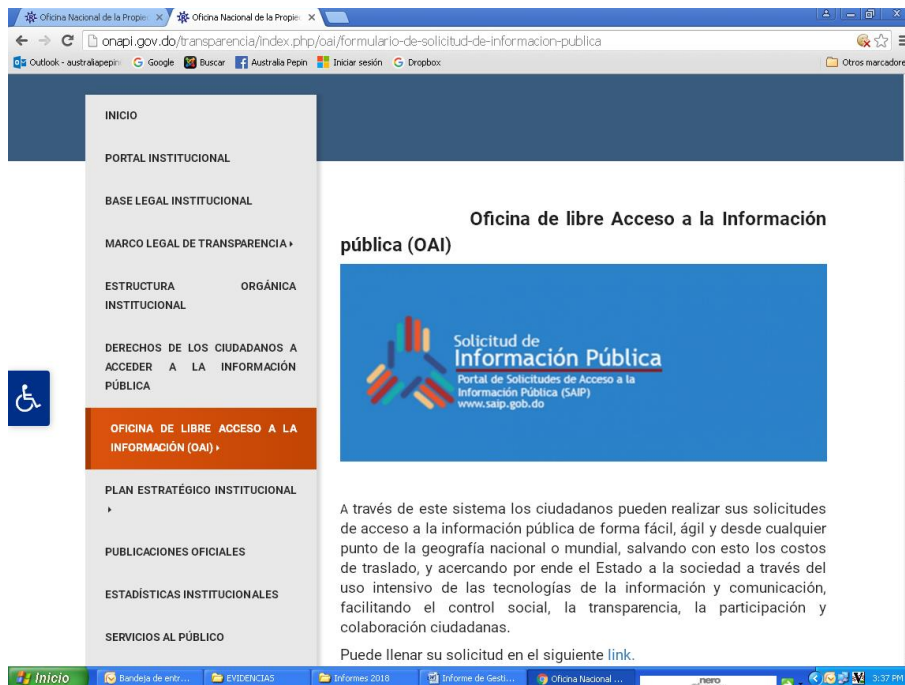 Oficina Nacional de la Propie
Oficina Nacional de la Propie
onapi.gov.do/transparencia/index.php/oai/formulario-de-solicitud-de-informacion-publica
Outlook - australiapepin
Google
Buscar
Australia Pepin
Iniciar sesión
Dropbox
Otros marcadore
INICIO
PORTAL INSTITUCIONAL
BASE LEGAL INSTITUCIONAL
MARCO LEGAL DE TRANSPARENCIA
ESTRUCTURA ORGÁNICA
INSTITUCIONAL
DERECHOS DE LOS CIUDADANOS A
ACCEDER A LA INFORMACIÓN
PÚBLICA
OFICINA DE LIBRE ACCESO A LA
INFORMACIÓN (OAI)
PLAN ESTRATÉGICO INSTITUCIONAL
PUBLICACIONES OFICIALES
ESTADÍSTICAS INSTITUCIONALES
SERVICIOS AL PÚBLICO
Oficina de libre Acceso a la Información
pública (OAI)
Solicitud de
Información Pública
Portal de Solicitudes de Acceso a la
Información Pública (SAIP)
www.saip.gob.do
A través de este sistema los ciudadanos pueden realizar sus solicitudes
de acceso a la información pública de forma fácil, ágil y desde cualquier
punto de la geografía nacional o mundial, salvando con esto los costos
de traslado, y acercando por ende el Estado a la sociedad a través del
uso intensivo de las tecnologías de la información y comunicación,
facilitando el control social, la transparencia, la participación y
colaboración ciudadanas.
Puede llenar su solicitud en el siguiente link.
Inicio
Bandeja de entr...
EVIDENCIAS
Informes 2018
Informe de Gesti...
Oficina Nacional ...
nero
3:37 PM